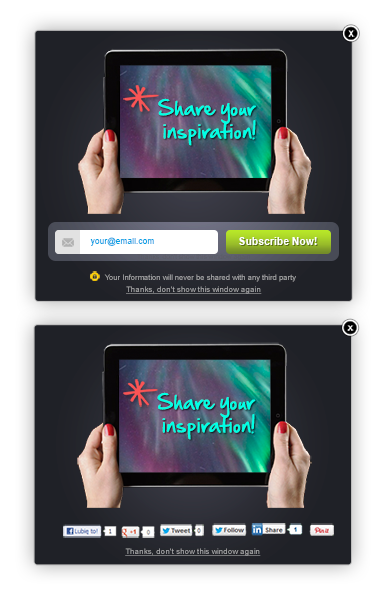 x
Share your
inspiration!
your@email.com
Subscribe Now!
Your Information will never be shared with any third party
Thanks, don't show this window again
x
Share your
inspiration!
Lubię to! 1 +1 0 Tweet 0 Follow Share 1 Pin it
Thanks, don't show this window again